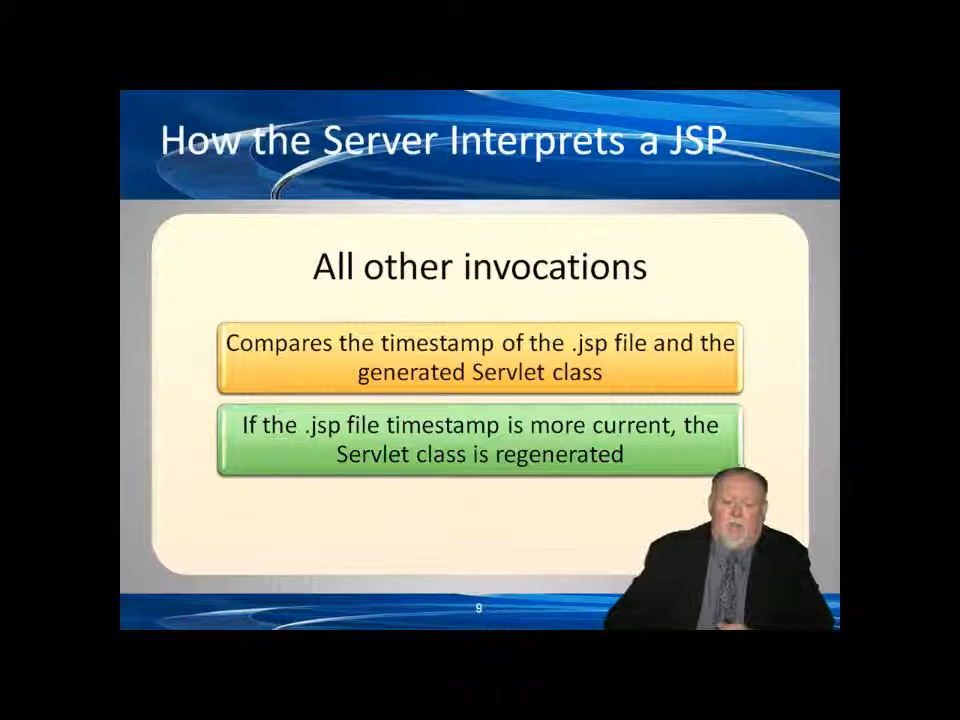 How the Server Interprets a JSP
All other invocations
Compares the timestamp of the .jsp file and the
generated Servlet class
If the .jsp file timestamp is more current, the
Servlet class is regenerated
9